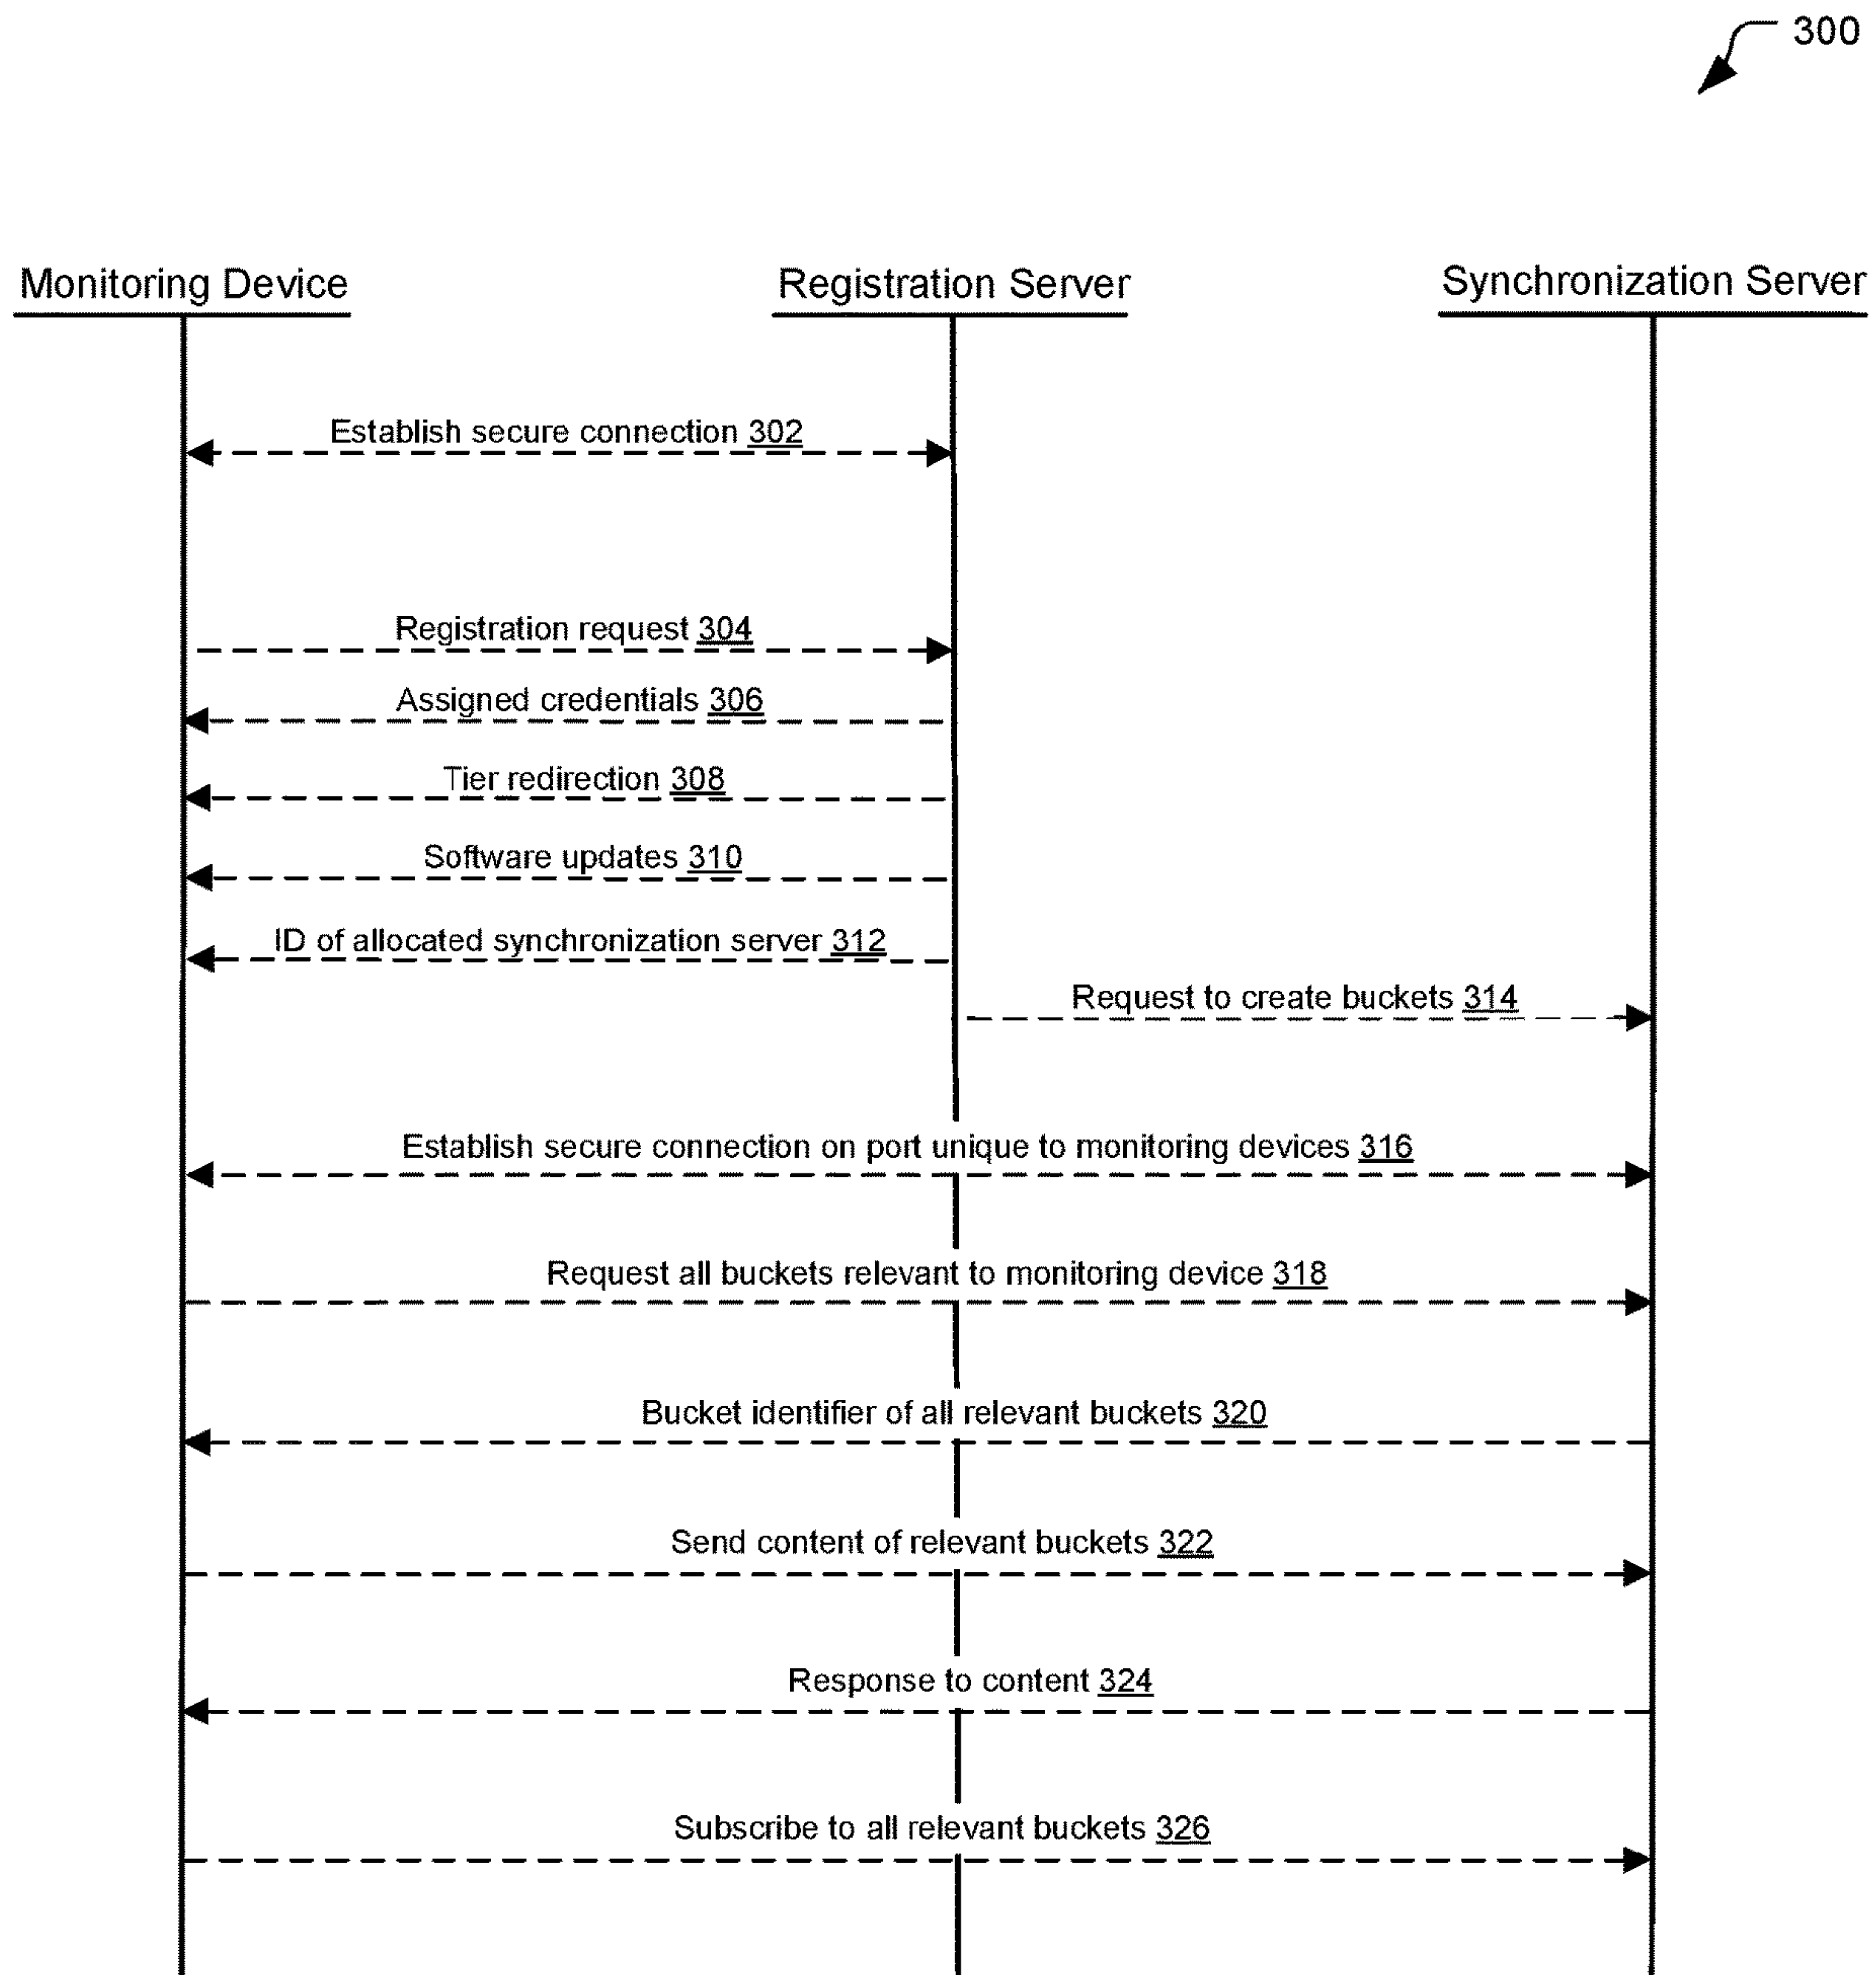 300
Monitoring Device
Registration Server
Synchronization Server
Establish secure connection 302
Registration request 304
Assigned credentials 306
Tier redirection 308
Software updates 310
ID of allocated synchronization server 312
Request to create buckets 314
Establish secure connection on port unique to monitoring devices 316
Request all buckets relevant to monitoring device 318
Bucket identifier of all relevant buckets 320
Send content of relevant buckets 322
Response to content 324
Subscribe to all relevant buckets 326